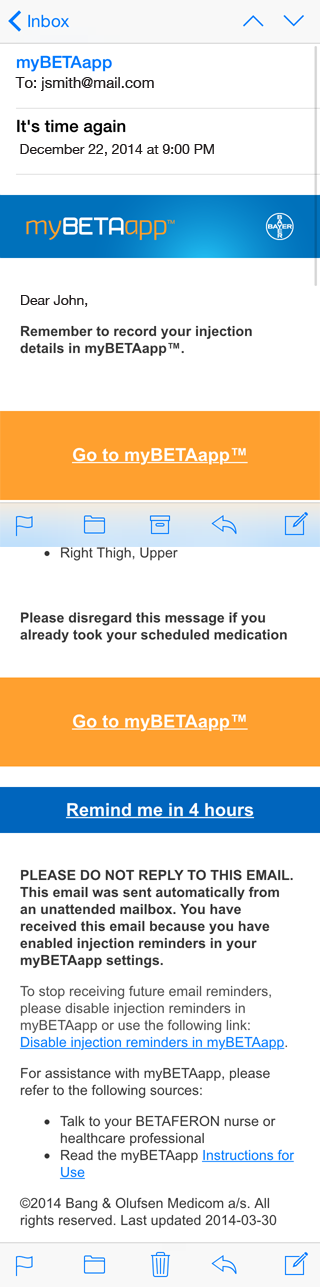 Inbox
myBETAapp
To: jsmith@mail.com
It's time again
December 22, 2014 at 9:00 PM
myBETAapp™
BAYER
BAYER
Dear John,
Remember to record your injection
details in myBETAapp™.
Go to myBETAapp™
• Right Thigh, Upper
Please disregard this message if you
already took your scheduled medication
Go to myBETAapp™
Remind me in 4 hours
PLEASE DO NOT REPLY TO THIS EMAIL.
This email was sent automatically from
an unattended mailbox. You have
received this email because you have
enabled injection reminders in your
myBETAapp settings.
To stop receiving future email reminders,
please disable injection reminders in
myBETAapp or use the following link:
Disable injection reminders in myBETAapp.
For assistance with myBETAapp, please
refer to the following sources:
• Talk to your BETAFERON nurse or
healthcare professional
• Read the myBETAapp Instructions for
Use
©2014 Bang & Olufsen Medicom a/s. All
rights reserved. Last updated 2014-03-30